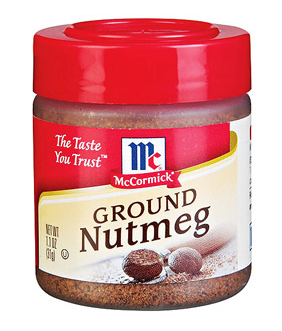 The Taste
You Trust™
Mc
McCormick®
GROUND
Nutmeg
NET WT
1.1 OZ
(31g)
U